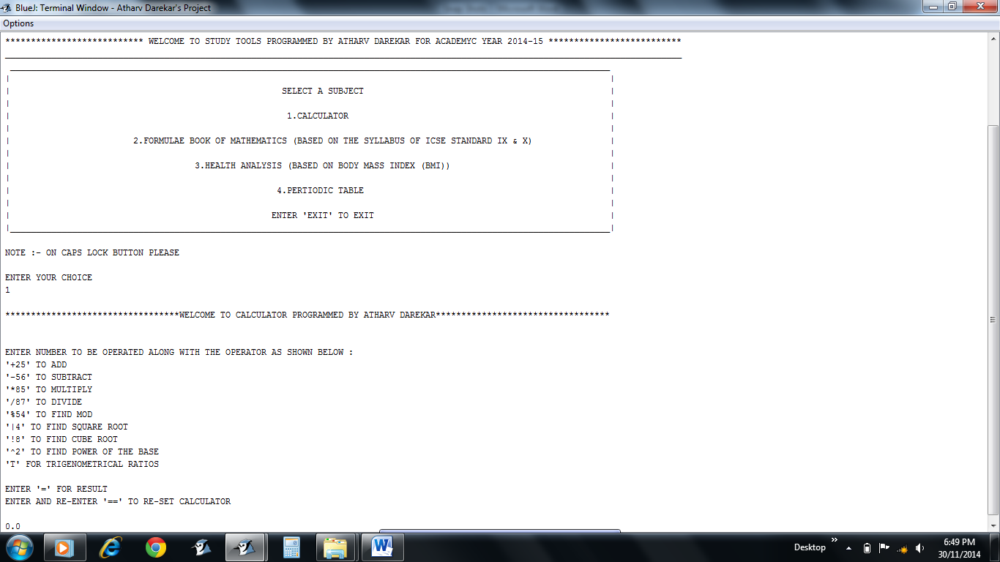 BlueJ: Terminal Window - Atharv Darekar's Project
Options
*************************** WELCOME TO STUDY TOOLS PROGRAMMED BY ATHARV DAREKAR FOR ACADEMYC YEAR 2014-15 **************************
SELECT A SUBJECT
1.CALCULATOR
2.FORMULAE BOOK OF MATHEMATICS (BASED ON THE SYLLABUS OF ICSE STANDARD IX & X)
3.HEALTH ANALYSIS (BASED ON BODY MASS INDEX (BMI))
4.PERTIODIC TABLE
ENTER 'EXIT' TO EXIT
NOTE :- ON CAPS LOCK BUTTON PLEASE
ENTER YOUR CHOICE
1
**********************************WELCOME TO CALCULATOR PROGRAMMED BY ATHARV DAREKAR**********************************
ENTER NUMBER TO BE OPERATED ALONG WITH THE OPERATOR AS SHOWN BELOW :
'+25' TO ADD
'-56' TO SUBTRACT
'*85' TO MULTIPLY
'/87' TO DIVIDE
'%54' TO FIND MOD
'|4' TO FIND SQUARE ROOT
'!8' TO FIND CUBE ROOT
'^2' TO FIND POWER OF THE BASE
'T' FOR TRIGENOMETRICAL RATIOS
ENTER '=' FOR RESULT
ENTER AND RE-ENTER '==' TO RE-SET CALCULATOR
0.0
Desktop
6:49 PM
30/11/2014